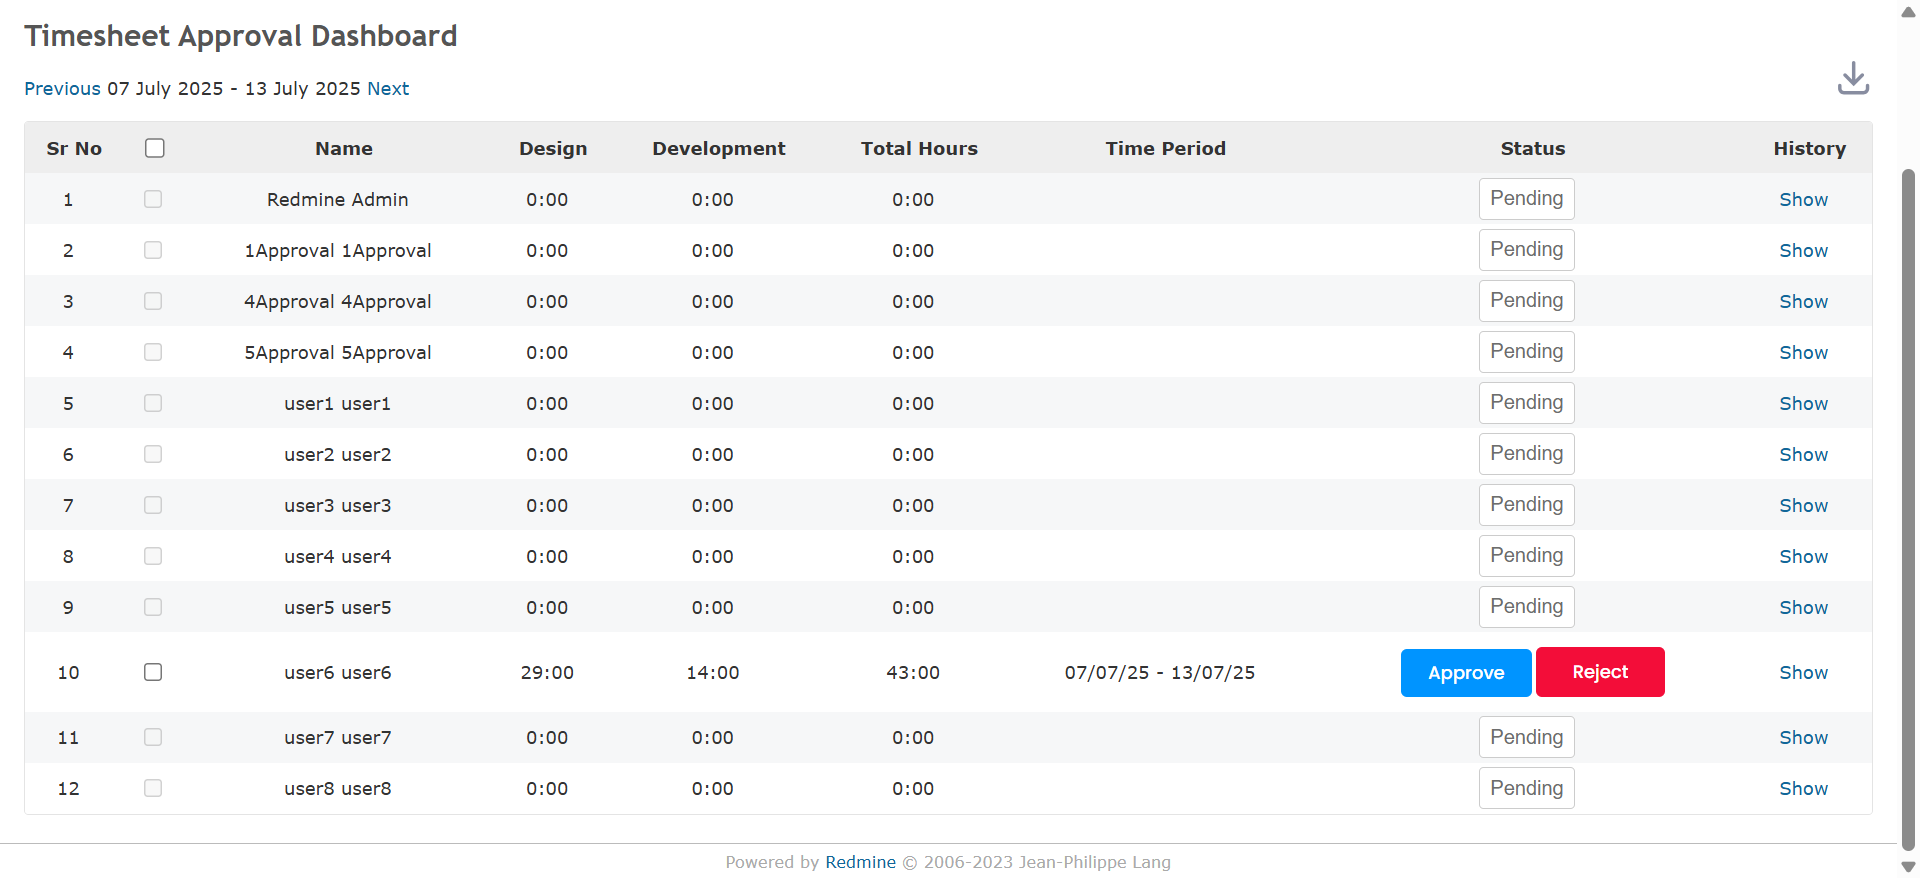 Timesheet Approval Dashboard
Previous 07 July 2025 - 13 July 2025 Next
Sr No Name Design Development Total Hours Time Period Status History
1 Redmine Admin 0:00 0:00 0:00 Pending Show
2 1Approval 1Approval 0:00 0:00 0:00 Pending Show
3 4Approval 4Approval 0:00 0:00 0:00 Pending Show
4 5Approval 5Approval 0:00 0:00 0:00 Pending Show
5 user1 user1 0:00 0:00 0:00 Pending Show
6 user2 user2 0:00 0:00 0:00 Pending Show
7 user3 user3 0:00 0:00 0:00 Pending Show
8 user4 user4 0:00 0:00 0:00 Pending Show
9 user5 user5 0:00 0:00 0:00 Pending Show
10 user6 user6 29:00 14:00 43:00 07/07/25 - 13/07/25 Approve Reject Show
11 user7 user7 0:00 0:00 0:00 Pending Show
12 user8 user8 0:00 0:00 0:00 Pending Show
Powered by Redmine © 2006-2023 Jean-Philippe Lang